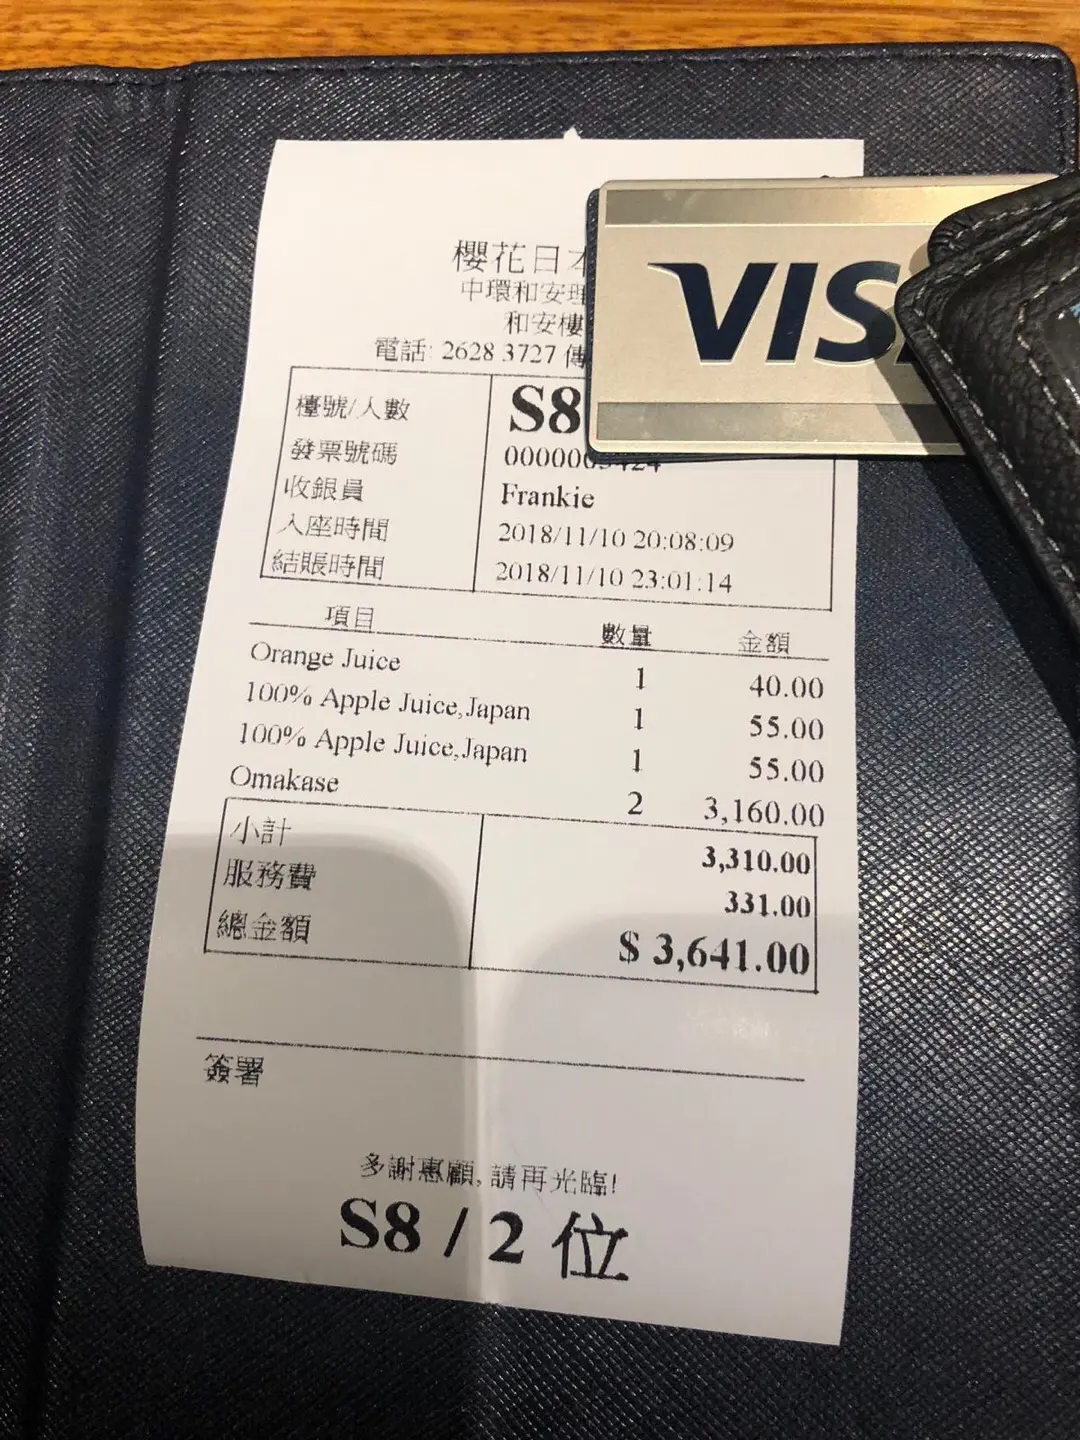 櫻花日本
中環和安理
和安樓
電話: 2628 3727 傳
VIS
檯號/人數 S8
發票號碼
收銀員 Frankie
入座時間 2018/11/10 20:08:09
結賬時間 2018/11/10 23:01:14
項目 數量 金額
Orange Juice 1 40.00
100% Apple Juice,Japan 1 55.00
100% Apple Juice,Japan 1 55.00
Omakase 2 3,160.00
小計 3,310.00
服務費 331.00
總金額 $ 3,641.00
簽署
多謝惠顧, 請再光臨!
S8 / 2 位